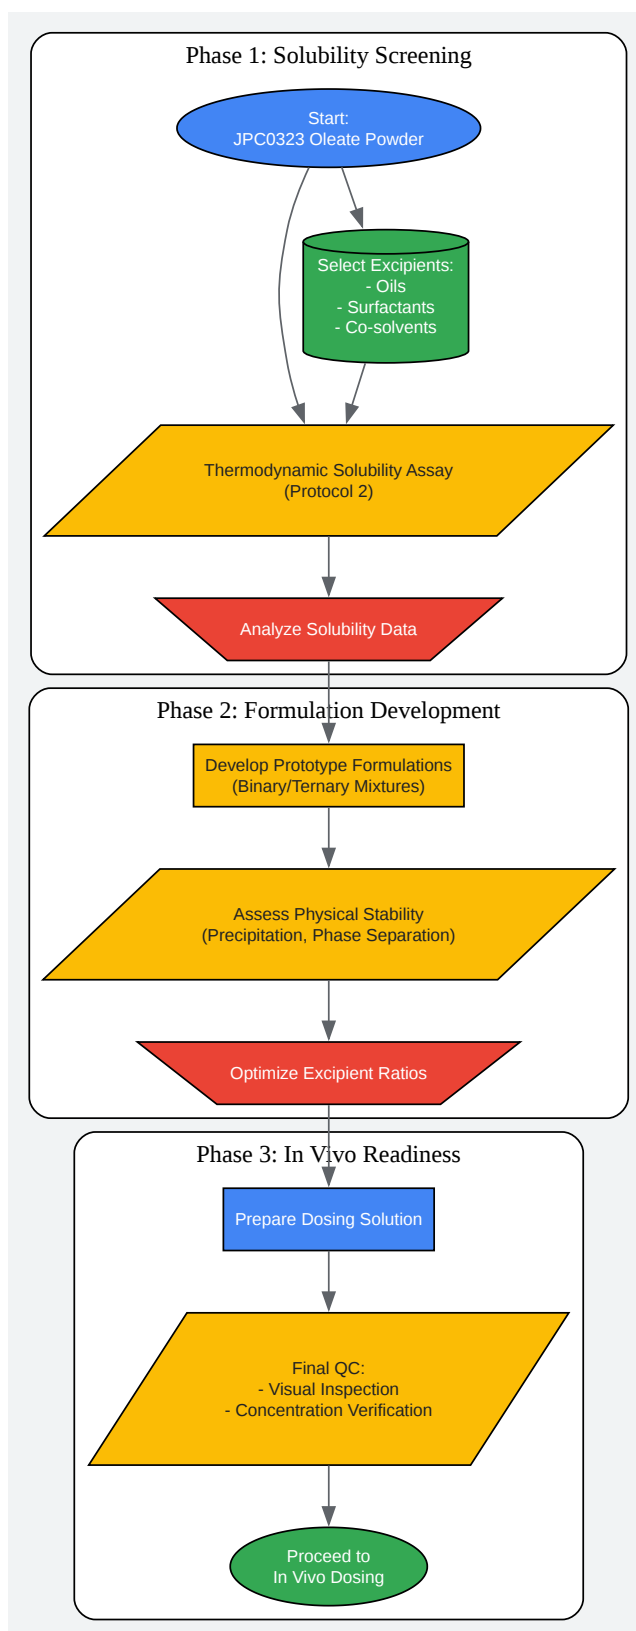 Phase 1: Solubility Screening
Start:
JPC0323 Oleate Powder
Select Excipients:
- Oils
- Surfactants
- Co-solvents
Thermodynamic Solubility Assay
(Protocol 2)
Analyze Solubility Data
Phase 2: Formulation Development
Develop Prototype Formulations
(Binary/Ternary Mixtures)
Assess Physical Stability
(Precipitation, Phase Separation)
Optimize Excipient Ratios
Phase 3: In Vivo Readiness
Prepare Dosing Solution
Final QC:
- Visual Inspection
- Concentration Verification
Proceed to
In Vivo Dosing